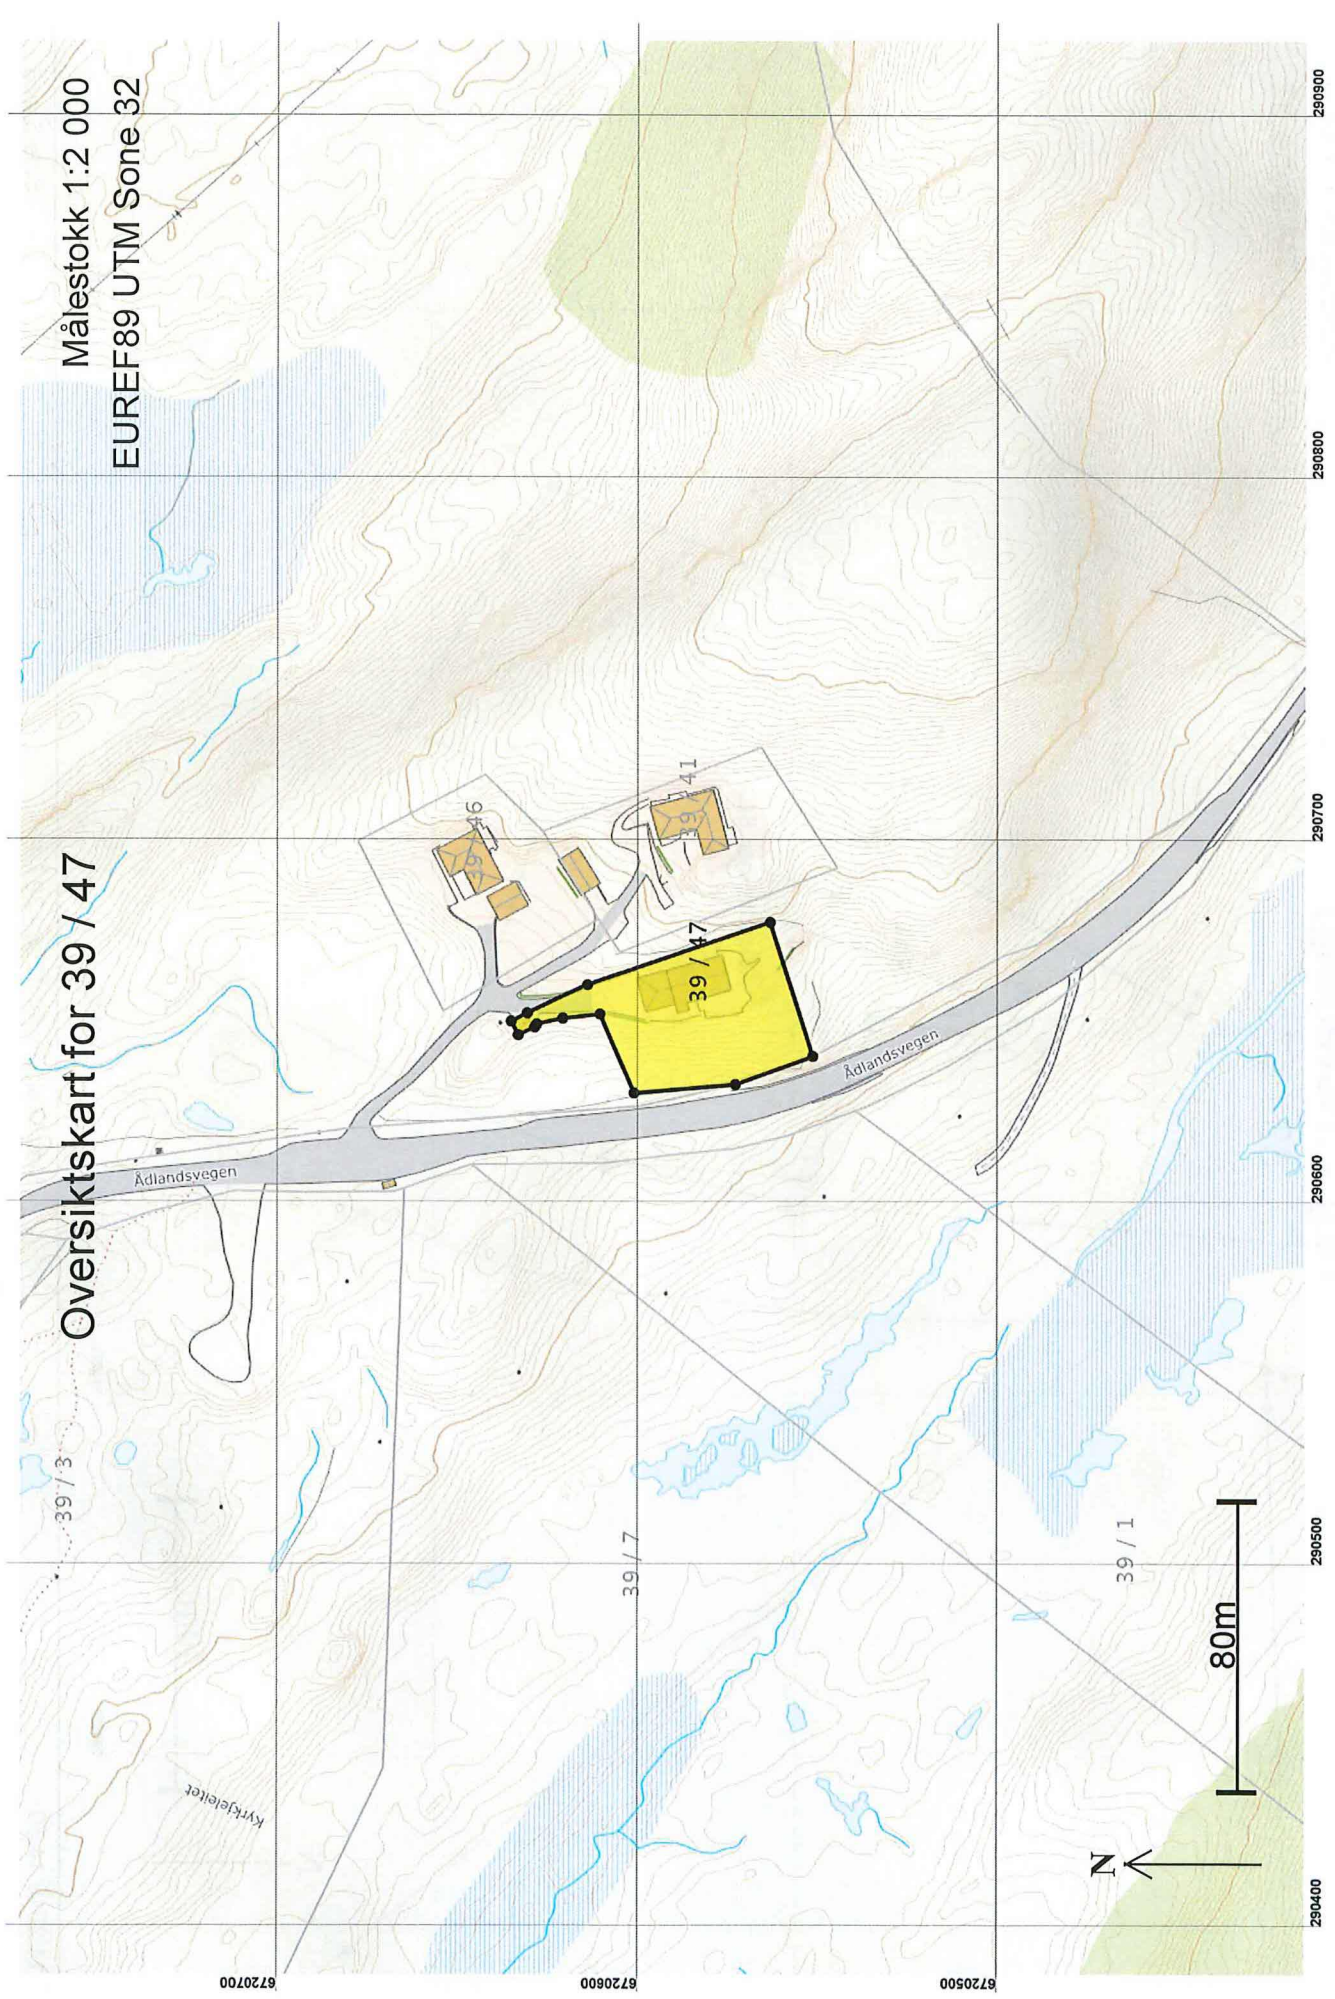 Oversiktskart for 39 / 47
Målestokk 1:2 000
EUREF89 UTM Sone 32
39 / 3
Ådlandsvegen
Kyrkjeleitet
6720700
39 / 46
39 / 41
39 / 47
39 / 7
6720600
Ådlandsvegen
6720500
39 / 1
N
80m
290400
290500
290600
290700
290800
290900